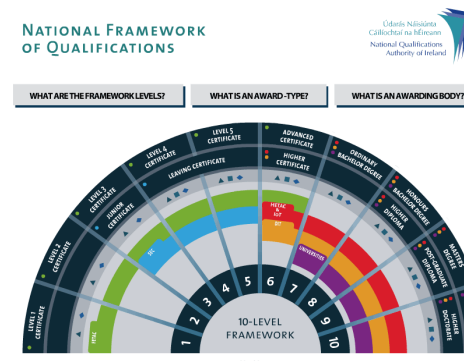 NATIONAL FRAMEWORK
OF QUALIFICATIONS
Údarás Náisiúnta
Cáilíochtaí na hÉireann
National Qualifications
Authority of Ireland
WHAT ARE THE FRAMEWORK LEVELS?
WHAT IS AN AWARD -TYPE?
WHAT IS AN AWARDING BODY?
LEVEL 1
CERTIFICATE
LEVEL 2
CERTIFICATE
LEVEL 3
CERTIFICATE
JUNIOR
CERTIFICATE
LEVEL 4
CERTIFICATE
LEVEL 5
CERTIFICATE
LEAVING CERTIFICATE
ADVANCED
CERTIFICATE
HIGHER
CERTIFICATE
ORDINARY
BACHELOR DEGREE
HONOURS
BACHELOR DEGREE
HIGHER
DIPLOMA
MASTERS
DEGREE
POST-GRADUATE
DIPLOMA
HIGHER
DOCTORATE
FETAC
SEC
HETAC
&
IoT
DIT
UNIVERSITIES
1
2
3
4
5
6
7
8
9
10
10-LEVEL
FRAMEWORK